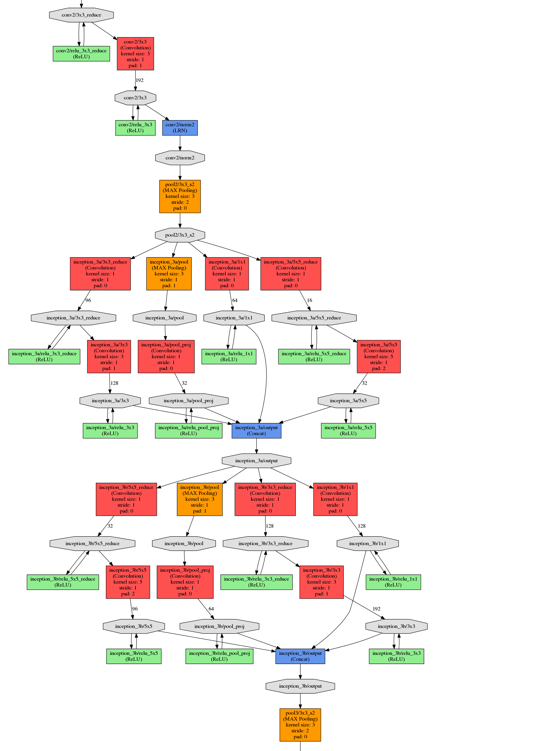 conv2/3x3_reduce
conv2/relu_3x3_reduce
(ReLU)
conv2/3x3
(Convolution)
kernel size: 3
stride: 1
pad: 1
192
conv2/3x3
conv2/relu_3x3
(ReLU)
conv2/norm2
(LRN)
conv2/norm2
pool2/3x3_s2
(MAX Pooling)
kernel size: 3
stride: 2
pad: 0
pool2/3x3_s2
inception_3a/3x3_reduce
(Convolution)
kernel size: 1
stride: 1
pad: 0
inception_3a/pool
(MAX Pooling)
kernel size: 3
stride: 1
pad: 1
inception_3a/1x1
(Convolution)
kernel size: 1
stride: 1
pad: 0
inception_3a/5x5_reduce
(Convolution)
kernel size: 1
stride: 1
pad: 0
96
64
16
inception_3a/3x3_reduce
inception_3a/pool
inception_3a/1x1
inception_3a/5x5_reduce
inception_3a/relu_3x3_reduce
(ReLU)
inception_3a/3x3
(Convolution)
kernel size: 3
stride: 1
pad: 1
inception_3a/pool_proj
(Convolution)
kernel size: 1
stride: 1
pad: 0
inception_3a/relu_1x1
(ReLU)
inception_3a/relu_5x5_reduce
(ReLU)
inception_3a/5x5
(Convolution)
kernel size: 5
stride: 1
pad: 2
128
32
32
inception_3a/3x3
inception_3a/pool_proj
inception_3a/5x5
inception_3a/relu_3x3
(ReLU)
inception_3a/relu_pool_proj
(ReLU)
inception_3a/output
(Concat)
inception_3a/relu_5x5
(ReLU)
inception_3a/output
inception_3b/5x5_reduce
(Convolution)
kernel size: 1
stride: 1
pad: 0
inception_3b/pool
(MAX Pooling)
kernel size: 3
stride: 1
pad: 1
inception_3b/3x3_reduce
(Convolution)
kernel size: 1
stride: 1
pad: 0
inception_3b/1x1
(Convolution)
kernel size: 1
stride: 1
pad: 0
32
128
128
inception_3b/5x5_reduce
inception_3b/pool
inception_3b/3x3_reduce
inception_3b/1x1
inception_3b/relu_5x5_reduce
(ReLU)
inception_3b/5x5
(Convolution)
kernel size: 5
stride: 1
pad: 2
inception_3b/pool_proj
(Convolution)
kernel size: 1
stride: 1
pad: 0
inception_3b/relu_3x3_reduce
(ReLU)
inception_3b/3x3
(Convolution)
kernel size: 3
stride: 1
pad: 1
inception_3b/relu_1x1
(ReLU)
96
64
192
inception_3b/5x5
inception_3b/pool_proj
inception_3b/3x3
inception_3b/relu_5x5
(ReLU)
inception_3b/relu_pool_proj
(ReLU)
inception_3b/output
(Concat)
inception_3b/relu_3x3
(ReLU)
inception_3b/output
pool3/3x3_s2
(MAX Pooling)
kernel size: 3
stride: 2
pad: 0